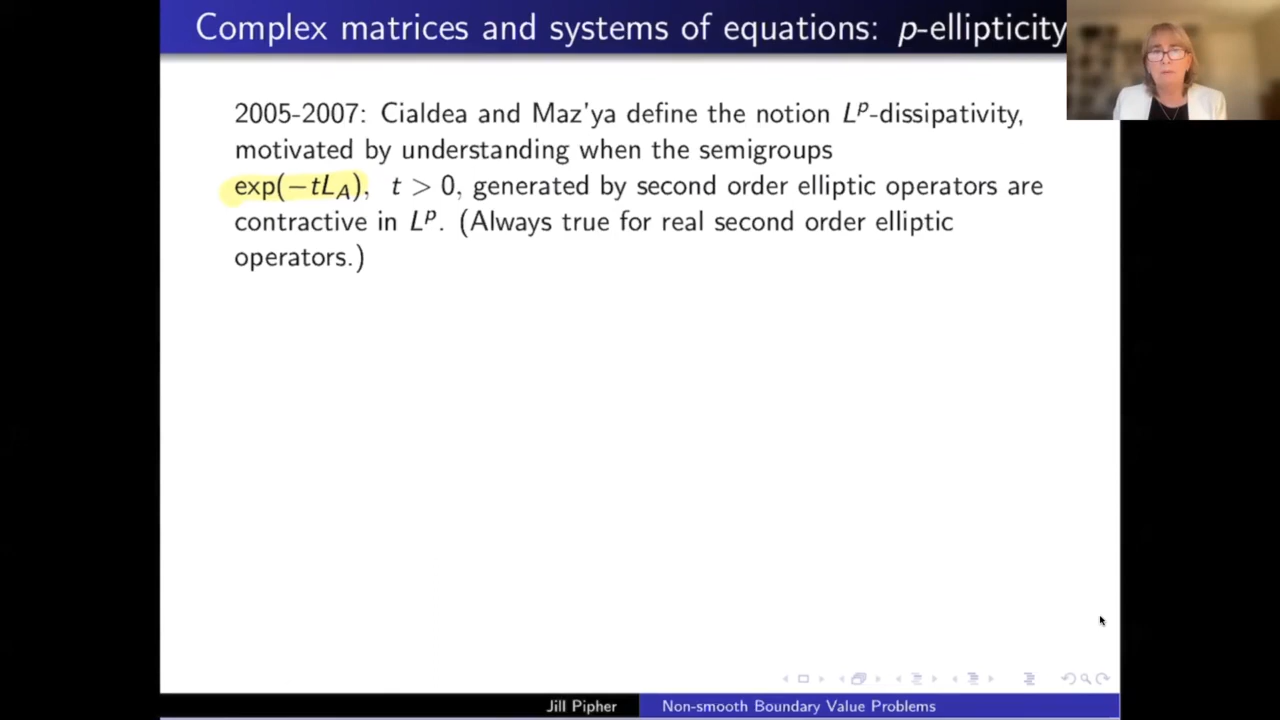 Complex matrices and systems of equations: p-ellipticity
2005-2007: Cialdea and Maz'ya define the notion Lᵖ-dissipativity,
motivated by understanding when the semigroups
exp(−tL_A), t > 0, generated by second order elliptic operators are
contractive in Lᵖ. (Always true for real second order elliptic
operators.)
Jill Pipher Non-smooth Boundary Value Problems